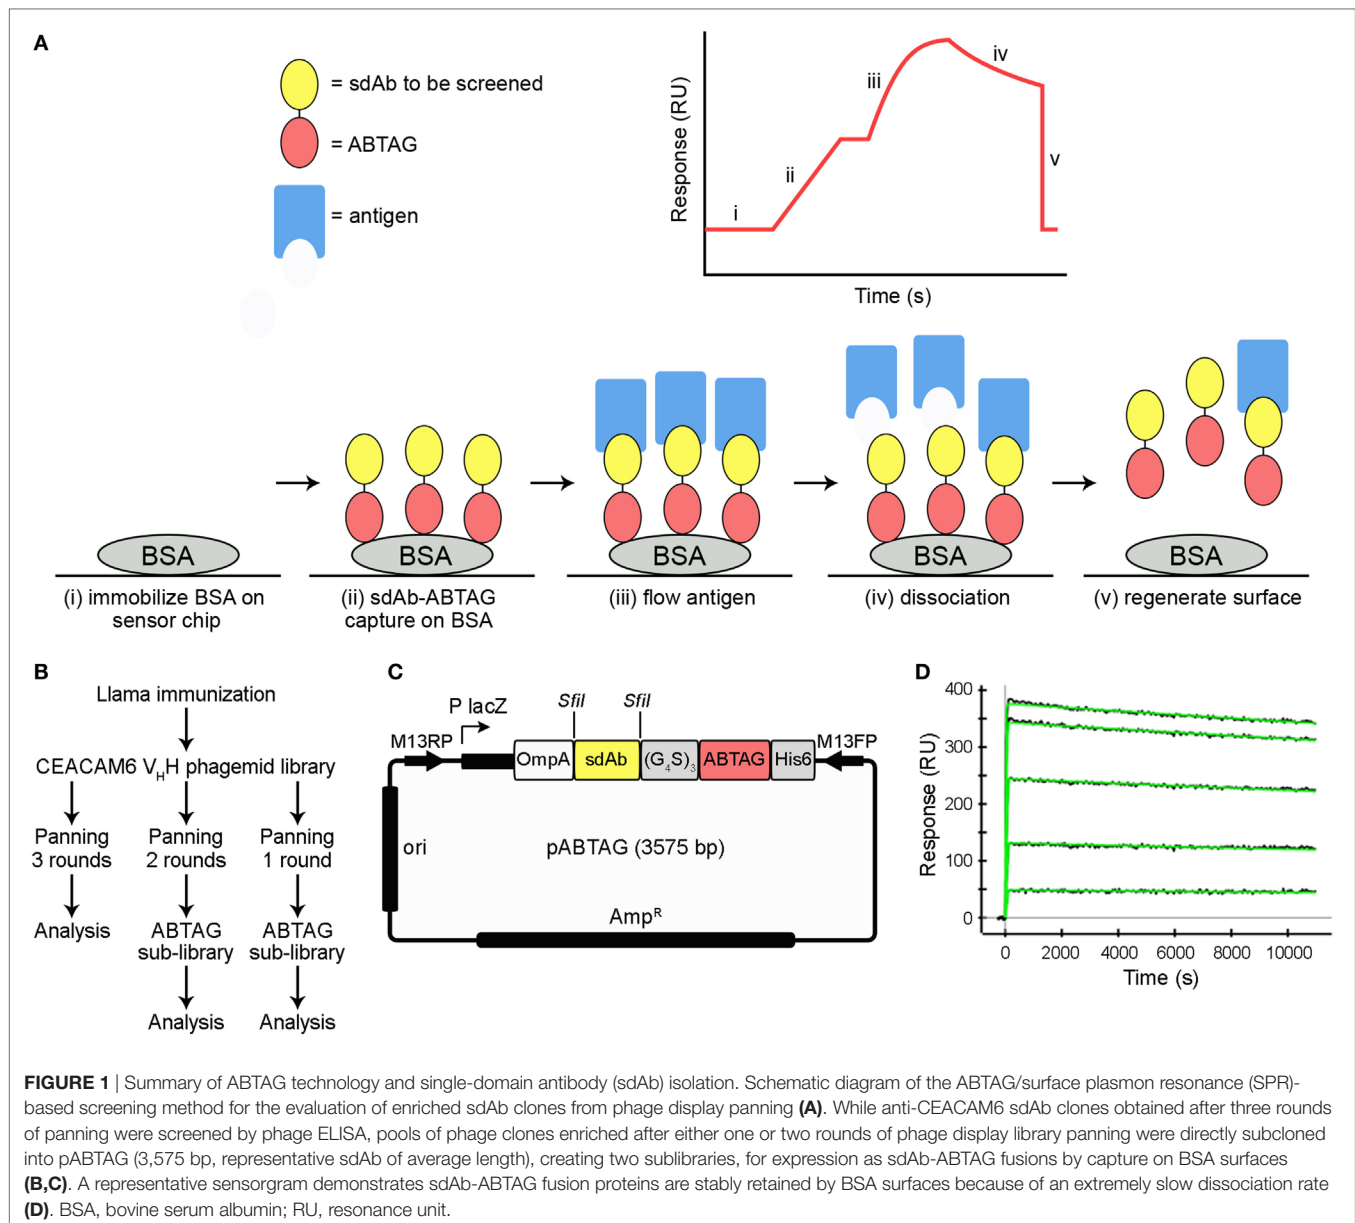 A
= sdAb to be screened
= ABTAG
= antigen
Response (RU)
i
ii
iii
iv
v
Time (s)
BSA
BSA
BSA
BSA
BSA
(i) immobilize BSA on
sensor chip
(ii) sdAb-ABTAG
capture on BSA
(iii) flow antigen
(iv) dissociation
(v) regenerate surface
B
Llama immunization
CEACAM6 VHH phagemid library
Panning
3 rounds
Panning
2 rounds
Panning
1 round
Analysis
ABTAG
sub-library
ABTAG
sub-library
Analysis
Analysis
C
SfiI
SfiI
P lacZ
M13RP
M13FP
OmpA
sdAb
(G4S)3
ABTAG
His6
ori
pABTAG (3575 bp)
AmpR
D
Response (RU)
400
300
200
100
0
0
2000
4000
6000
8000
10000
Time (s)
FIGURE 1 | Summary of ABTAG technology and single-domain antibody (sdAb) isolation. Schematic diagram of the ABTAG/surface plasmon resonance (SPR)-
based screening method for the evaluation of enriched sdAb clones from phage display panning (A). While anti-CEACAM6 sdAb clones obtained after three rounds
of panning were screened by phage ELISA, pools of phage clones enriched after either one or two rounds of phage display library panning were directly subcloned
into pABTAG (3,575 bp, representative sdAb of average length), creating two sublibraries, for expression as sdAb-ABTAG fusions by capture on BSA surfaces
(B,C). A representative sensorgram demonstrates sdAb-ABTAG fusion proteins are stably retained by BSA surfaces because of an extremely slow dissociation rate
(D). BSA, bovine serum albumin; RU, resonance unit.